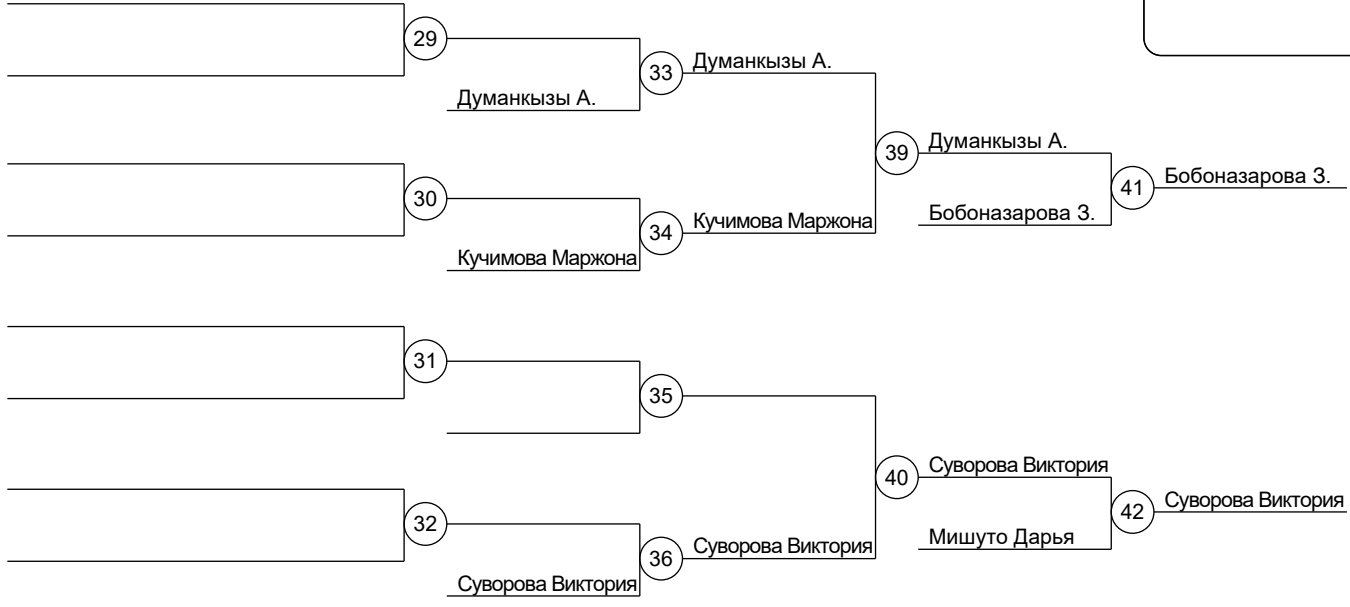 29
33
Думанкызы А.
Думанкызы А.
39
Думанкызы А.
30
41
Бобоназарова З.
34
Кучимова Маржона
Бобоназарова З.
Кучимова Маржона
31
35
40
Суворова Виктория
32
42
Суворова Виктория
36
Суворова Виктория
Мишуто Дарья
Суворова Виктория